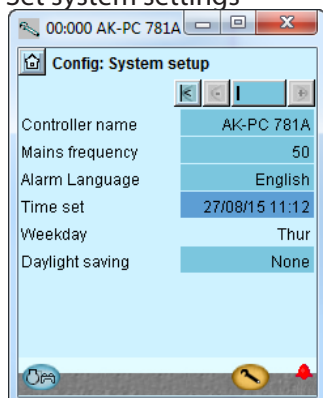 Set system settings
00:000 AK-PC 781A
Config: System setup
Controller name AK-PC 781A
Mains frequency 50
Alarm Language English
Time set 27/08/15 11:12
Weekday Thur
Daylight saving None